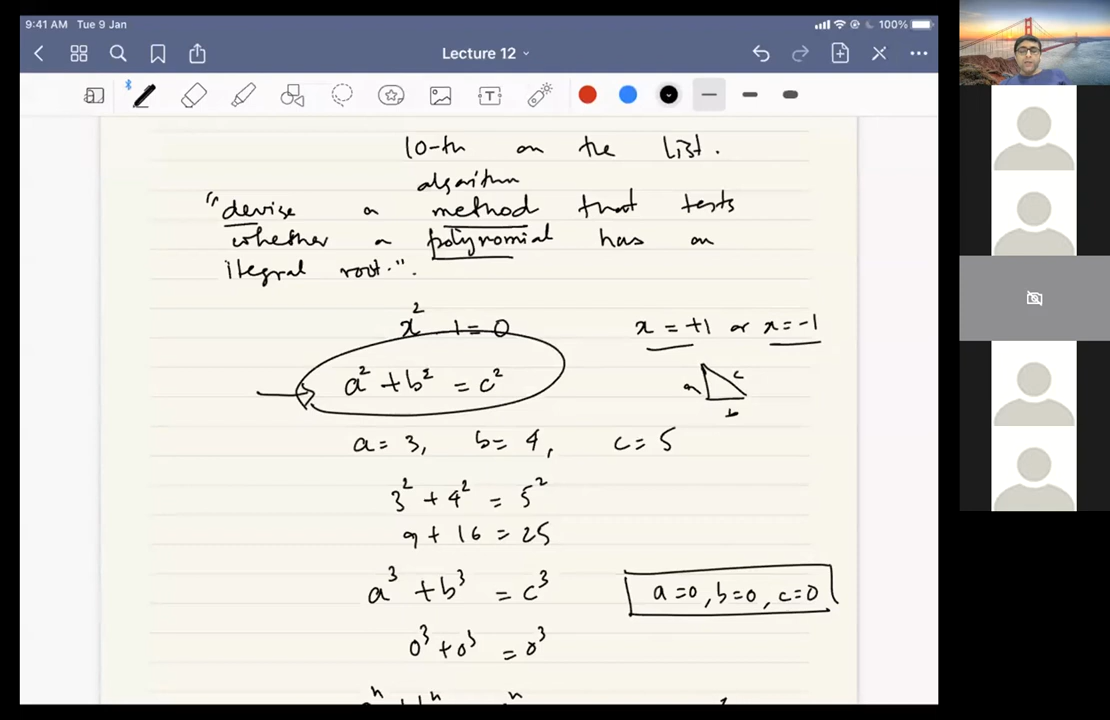 9:41 AM Tue 9 Jan
100%
Lecture 12
T
10-th on the list.
algorithm
"devise a method that tests
whether a polynomial has an
itegral root.".
x² - 1 = 0 x = +1 or x = -1
a² + b² = c²
a c
b
a = 3, b = 4, c = 5
3² + 4² = 5²
9 + 16 = 25
a³ + b³ = c³ a = 0, b = 0, c = 0
0³ + 0³ = 0³